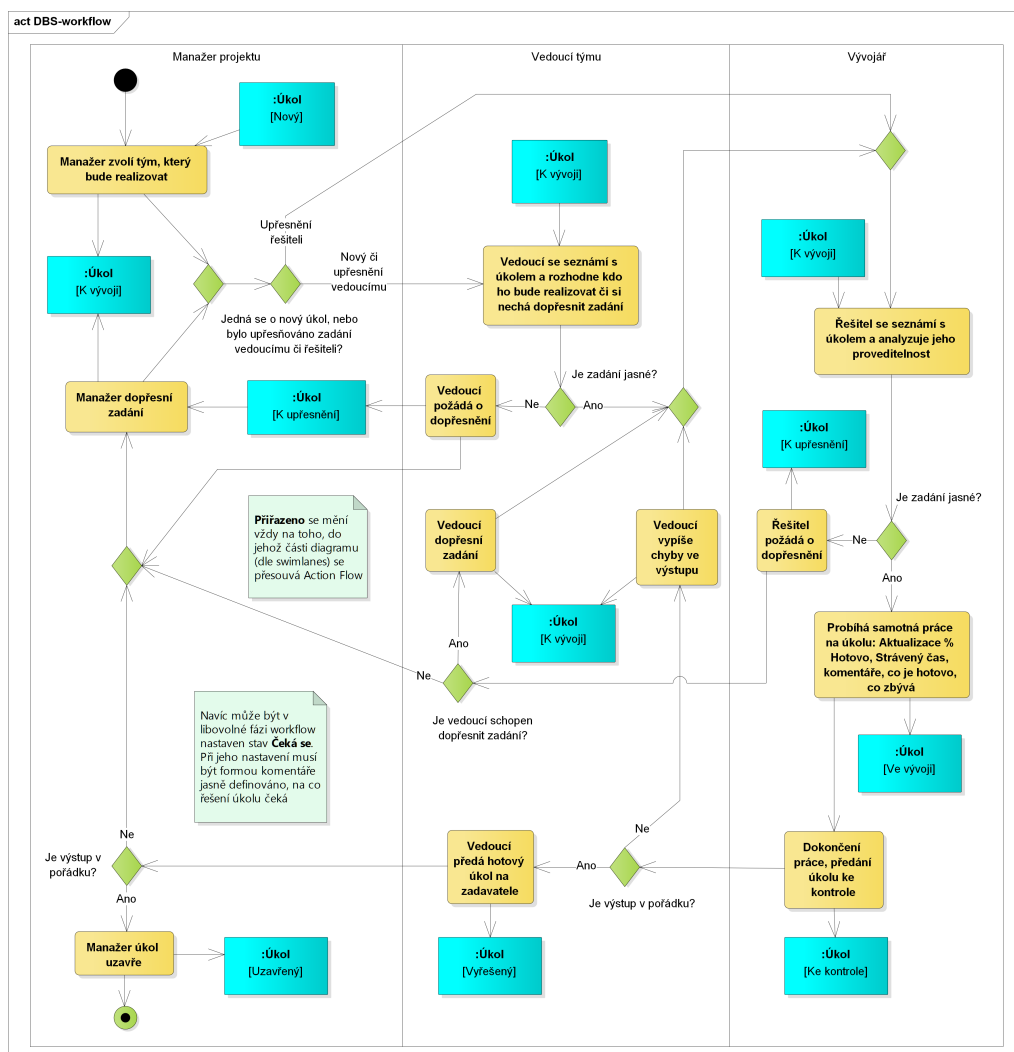 act DBS-workflow
Manažer projektu
Vedoucí týmu
Vývojář
:Úkol
[Nový]
Manažer zvolí tým, který
bude realizovat
:Úkol
[K vývoji]
Upřesnění
řešiteli
Nový či
upřesnění
vedoucímu
Jedná se o nový úkol, nebo
bylo upřesňováno zadání
vedoucímu či řešiteli?
:Úkol
[K vývoji]
Vedoucí se seznámí s
úkolem a rozhodne kdo
ho bude realizovat či si
nechá dopřesnit zadání
:Úkol
[K vývoji]
Řešitel se seznámí s
úkolem a analyzuje jeho
proveditelnost
Manažer dopřesní
zadání
:Úkol
[K upřesnění]
Vedoucí
požádá o
dopřesnění
Ne
Je zadání jasné?
Ano
:Úkol
[K upřesnění]
Je zadání jasné?
Přiřazeno se mění
vždy na toho, do
jehož části diagramu
(dle swimlanes) se
přesouvá Action Flow
Vedoucí
dopřesní
zadání
Vedoucí
vypíše
chyby ve
výstupu
Řešitel
požádá o
dopřesnění
Ne
Ano
:Úkol
[K vývoji]
Ano
Ne
Je vedoucí schopen
dopřesnit zadání?
Probíhá samotná práce
na úkolu: Aktualizace %
Hotovo, Strávený čas,
komentáře, co je hotovo,
co zbývá
:Úkol
[Ve vývoji]
Navíc může být v
libovolné fázi workflow
nastaven stav Čeká se.
Při jeho nastavení musí
být formou komentáře
jasně definováno, na co
řešení úkolu čeká
Ne
Je výstup v
pořádku?
Ano
Vedoucí
předá hotový
úkol na
zadavatele
Ano
Ne
Je výstup v pořádku?
Dokončení
práce, předání
úkolu ke
kontrole
Manažer úkol
uzavře
:Úkol
[Uzavřený]
:Úkol
[Vyřešený]
:Úkol
[Ke kontrole]